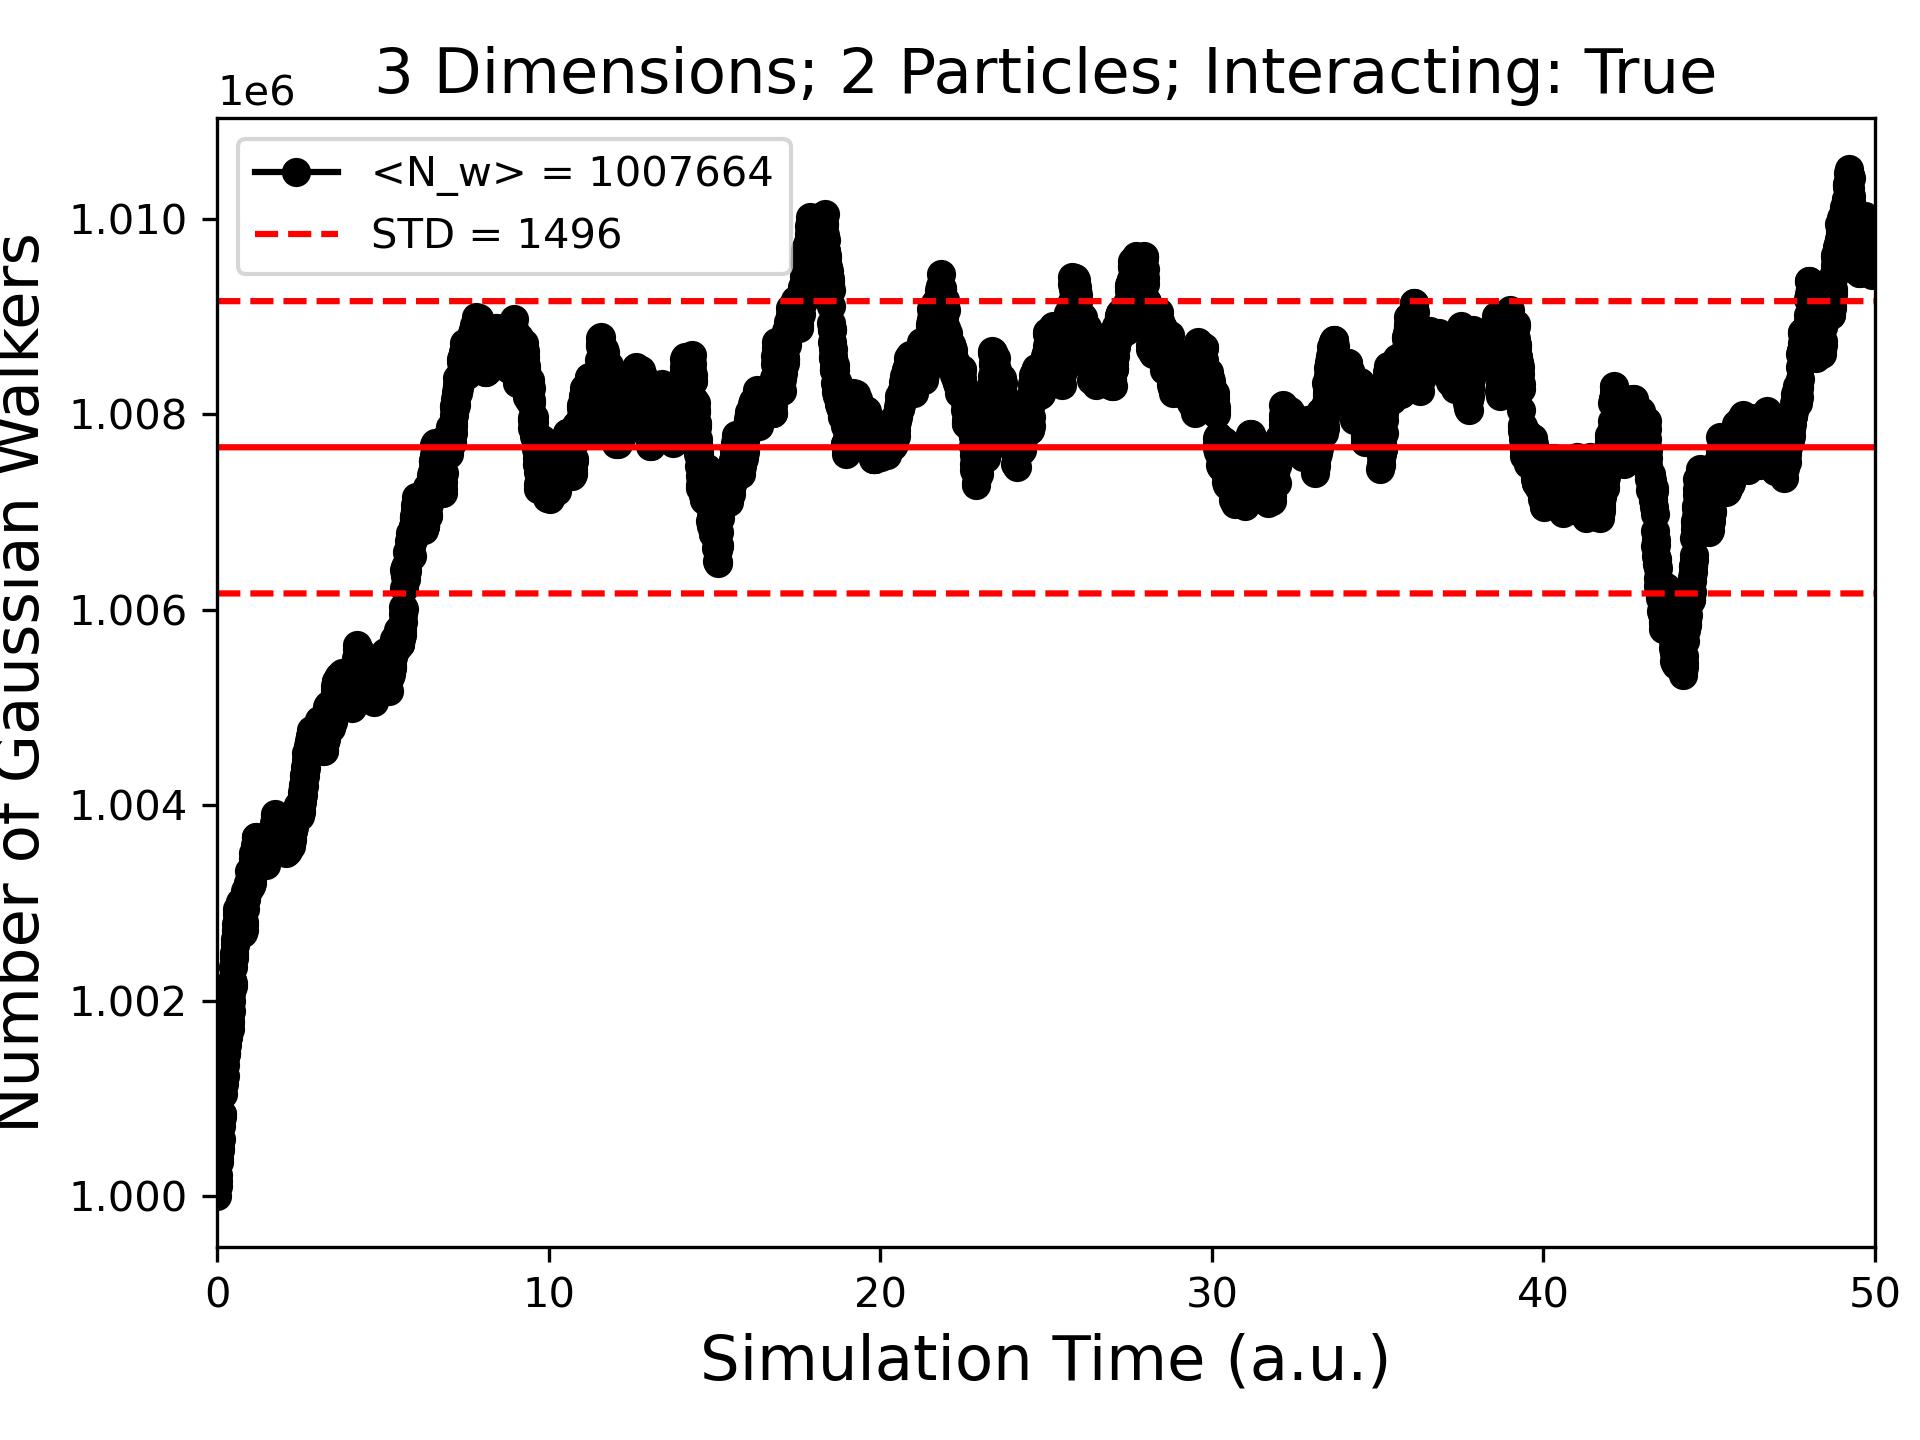 3 Dimensions; 2 Particles; Interacting: True
1e6
<N_w> = 1007664
STD = 1496
1.010
1.008
1.006
1.004
1.002
1.000
Number of Gaussian Walkers
0 10 20 30 40 50
Simulation Time (a.u.)